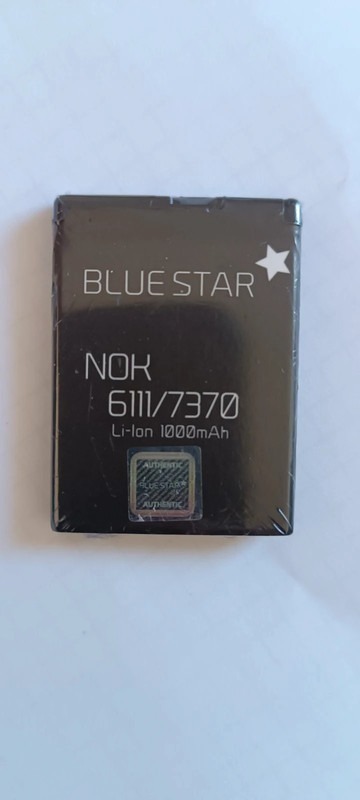 BLUE STAR
NOK
6111/7370
Li-Ion 1000mAh
AUTHENTIC
BLUE STAR
AUTHENTIC